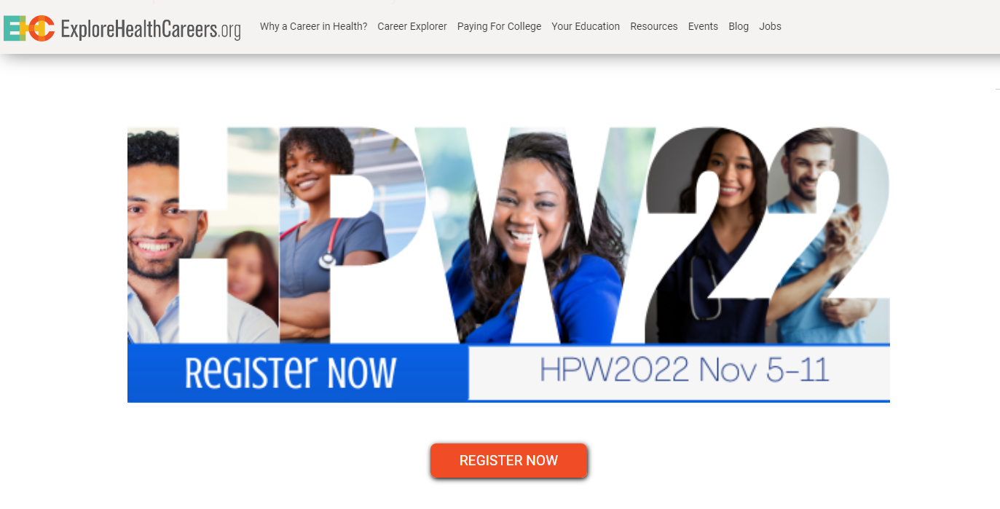 EHC ExploreHealthCareers.org Why a Career in Health? Career Explorer Paying For College Your Education Resources Events Blog Jobs
HPW22
REGISTER NOW HPW2022 Nov 5-11
REGISTER NOW